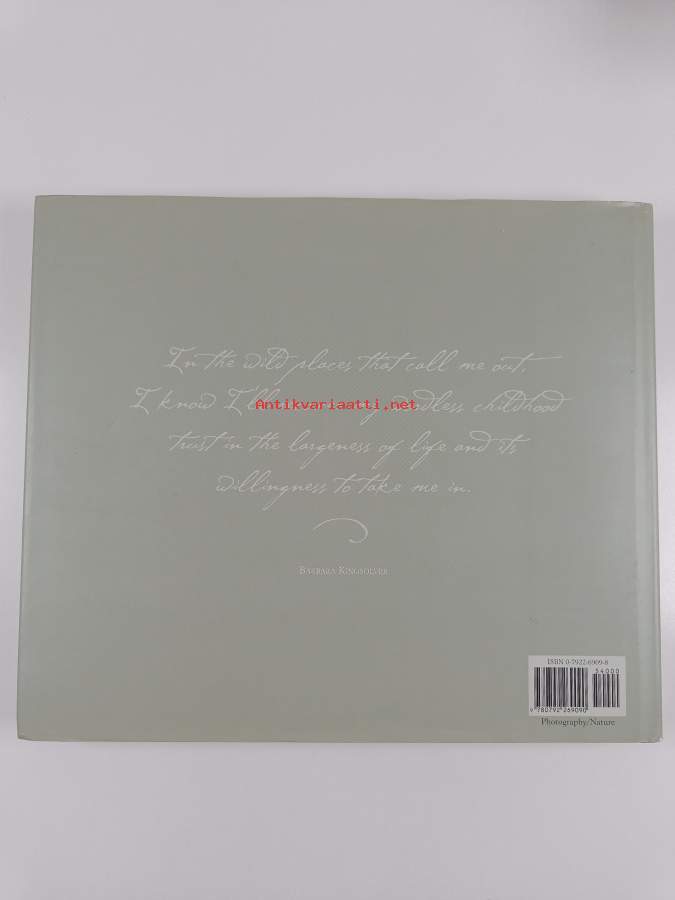 In the wild places that call me out,
I know I'll
Antikvariaatti.net
childhood
trust in the largeness of life and its
willingness to take me in.
Barbara Kingsolver
ISBN 0-7922-6909-8
54000
9 780792 269090
Photography/Nature